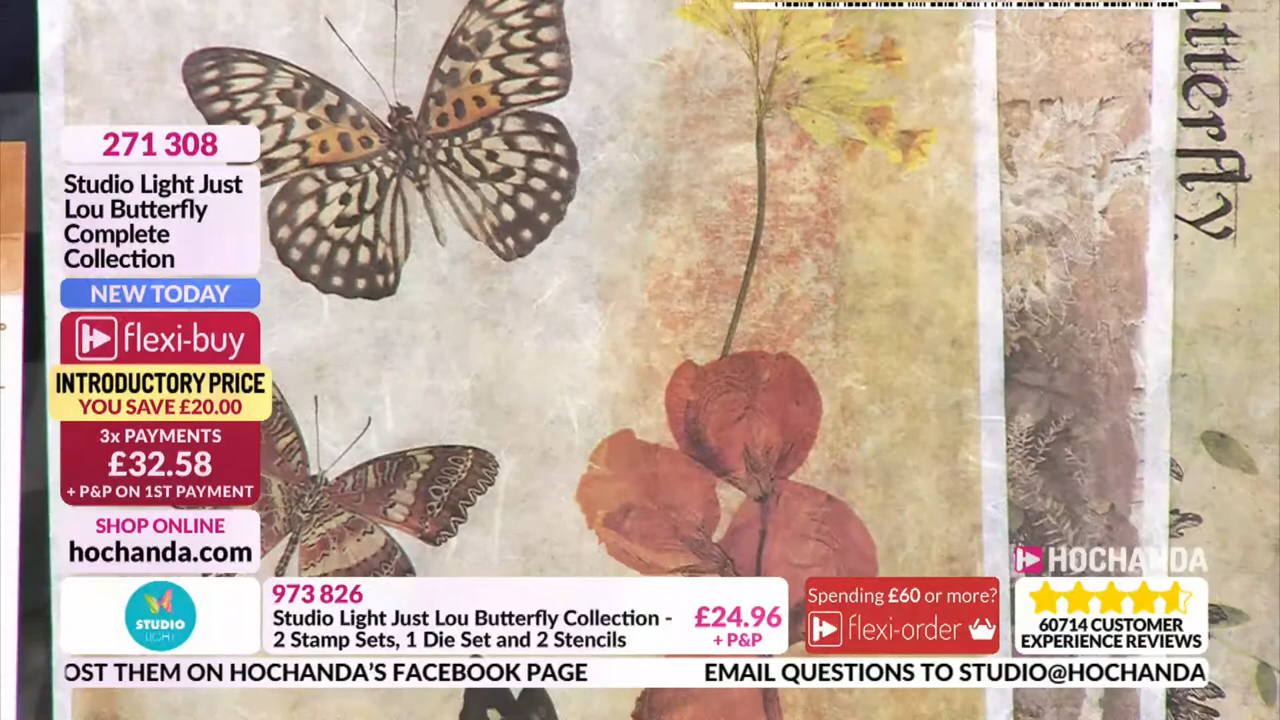 utterfly
271 308
Studio Light Just
Lou Butterfly
Complete
Collection
NEW TODAY
flexi-buy
INTRODUCTORY PRICE
YOU SAVE £20.00
3x PAYMENTS
£32.58
+ P&P ON 1ST PAYMENT
SHOP ONLINE
hochanda.com
HOCHANDA
STUDIO
LIGHT
973 826
Studio Light Just Lou Butterfly Collection -
2 Stamp Sets, 1 Die Set and 2 Stencils
£24.96
+ P&P
Spending £60 or more?
flexi-order
60714 CUSTOMER
EXPERIENCE REVIEWS
OST THEM ON HOCHANDA'S FACEBOOK PAGE
EMAIL QUESTIONS TO STUDIO@HOCHANDA